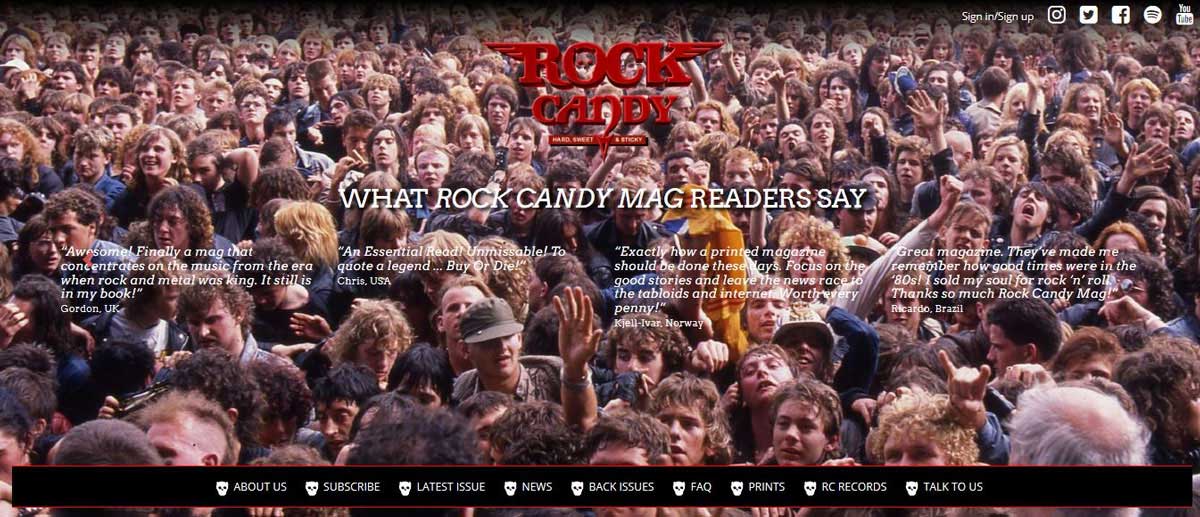 Sign in/Sign up
You
Tube
ROCK
CANDY
HARD, SWEET & STICKY
WHAT ROCK CANDY MAG READERS SAY
“Awesome! Finally a mag that
concentrates on the music from the era
when rock and metal was king. It still is
in my book!”
Gordon, UK
“An Essential Read! Unmissable! To
quote a legend ... Buy Or Die!”
Chris, USA
“Exactly how a printed magazine
should be done these days. Focus on the
good stories and leave the news race to
the tabloids and internet. Worth every
penny!”
Kjell-Ivar, Norway
“Great magazine. They’ve made me
remember how good times were in the
‘80s! I sold my soul for rock ‘n’ roll.
Thanks so much Rock Candy Mag!”
Ricardo, Brazil
ABOUT US SUBSCRIBE LATEST ISSUE NEWS BACK ISSUES FAQ PRINTS RC RECORDS TALK TO US